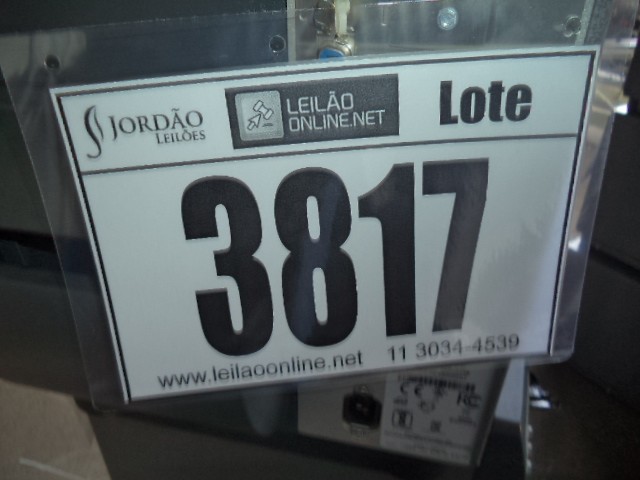 JORDÃO
LEILÕES
LEILÃO
ONLINE.NET
Lote
3817
www.leilaoonline.net
11 3034-4539